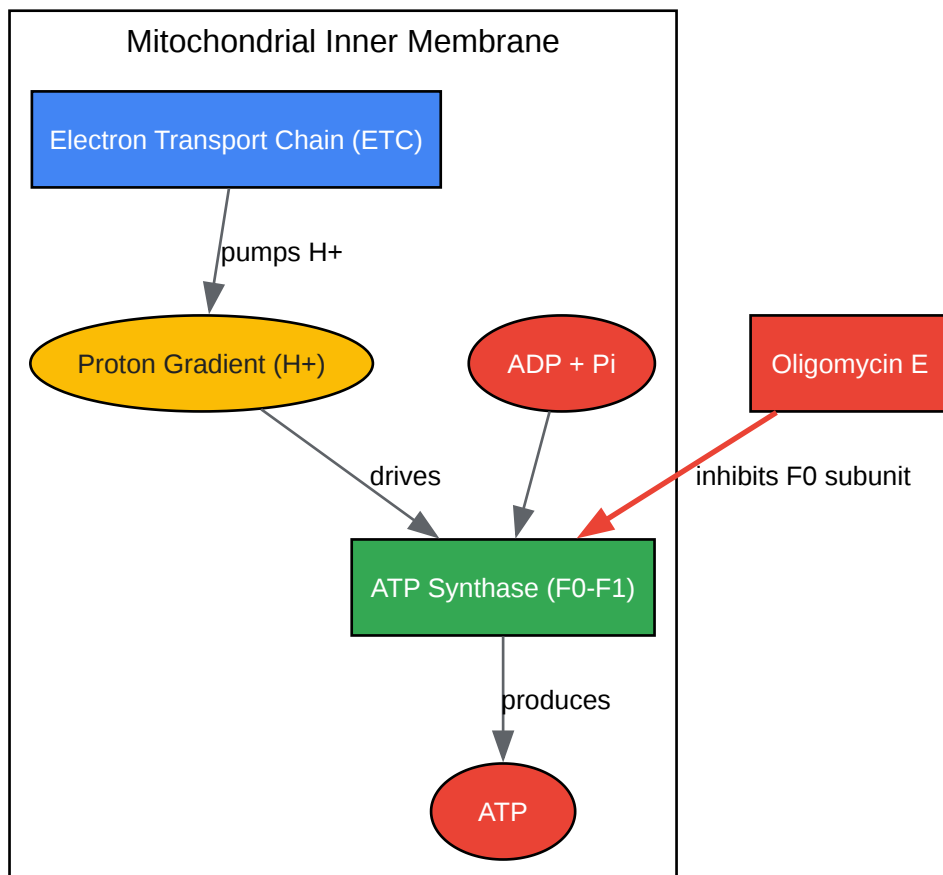 Mitochondrial Inner Membrane
Electron Transport Chain (ETC)
pumps H+
Proton Gradient (H+)
ADP + Pi
Oligomycin E
drives
inhibits F0 subunit
ATP Synthase (F0-F1)
produces
ATP